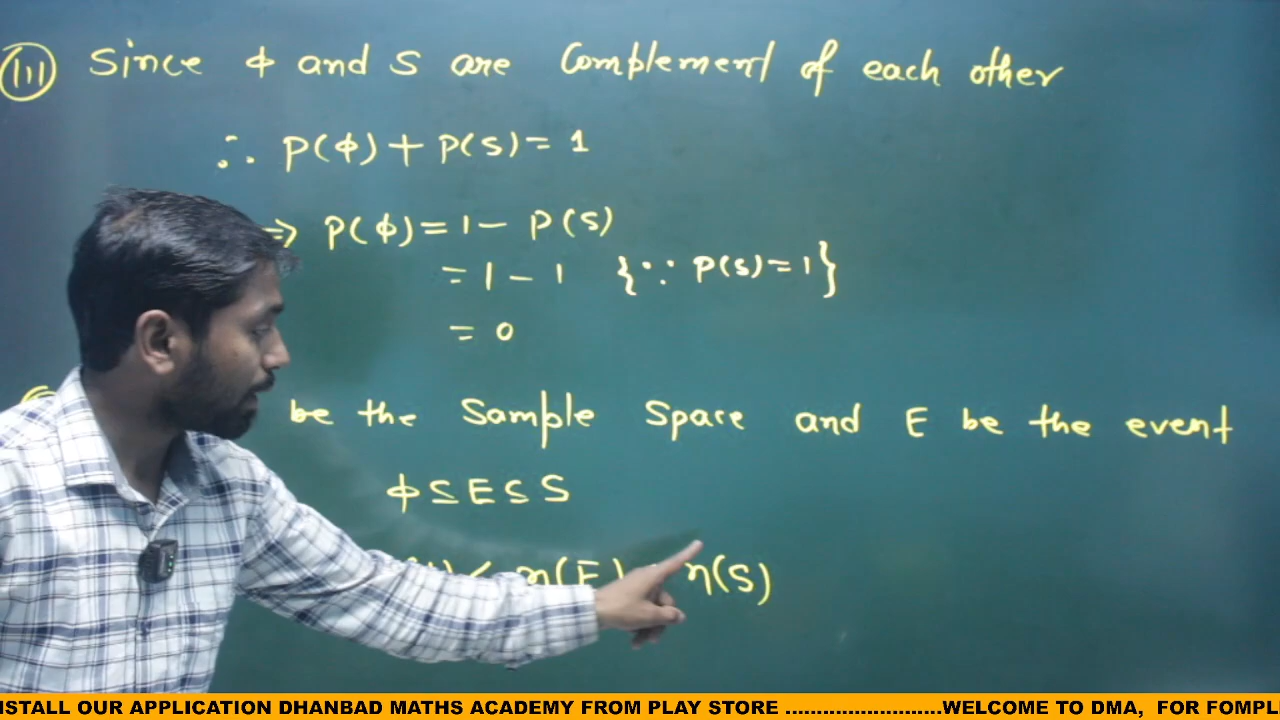 (III) Since ϕ and S are Complement of each other
∴ P(ϕ) + P(S) = 1
⇒ P(ϕ) = 1 − P(S)
= 1 − 1 {∵ P(S) = 1}
= 0
be the Sample Space and E be the event
ϕ ≤ E ≤ S
n(E) n(S)
NSTALL OUR APPLICATION DHANBAD MATHS ACADEMY FROM PLAY STORE .........................WELCOME TO DMA, FOR FOMPL